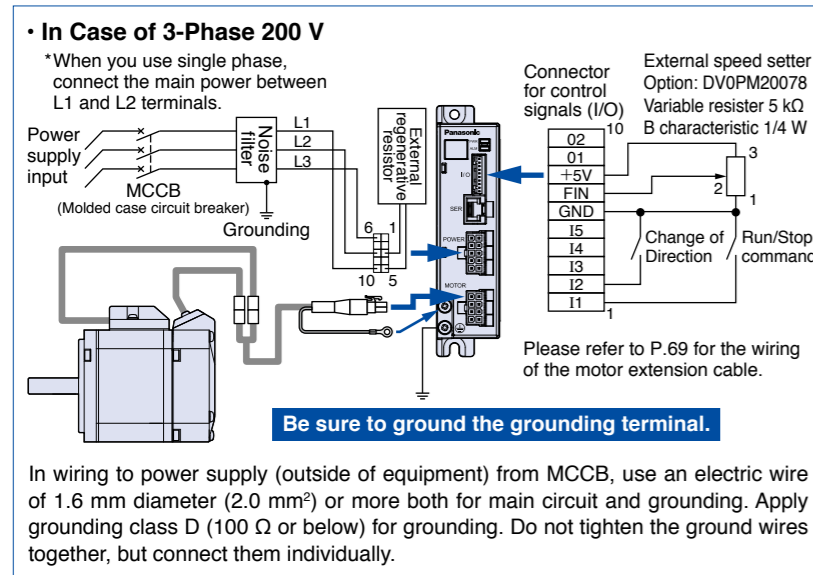 • In Case of 3-Phase 200 V
*When you use single phase,
connect the main power between
L1 and L2 terminals.
Power
supply
input
MCCB
(Molded case circuit breaker)
Noise
filter
Grounding
L1
L2
L3
External
regenerative
resistor
6
1
10
5
Panasonic
I/O
SER
POWER
MOTOR
Connector
for control
signals (I/O)
10
02
01
+5V
FIN
GND
I5
I4
I3
I2
I1
1
External speed setter
Option: DV0PM20078
Variable resister 5 kΩ
B characteristic 1/4 W
3
2
1
Change of
Direction
Run/Stop
command
Please refer to P.69 for the wiring
of the motor extension cable.
Be sure to ground the grounding terminal.
In wiring to power supply (outside of equipment) from MCCB, use an electric wire
of 1.6 mm diameter (2.0 mm²) or more both for main circuit and grounding. Apply
grounding class D (100 Ω or below) for grounding. Do not tighten the ground wires
together, but connect them individually.